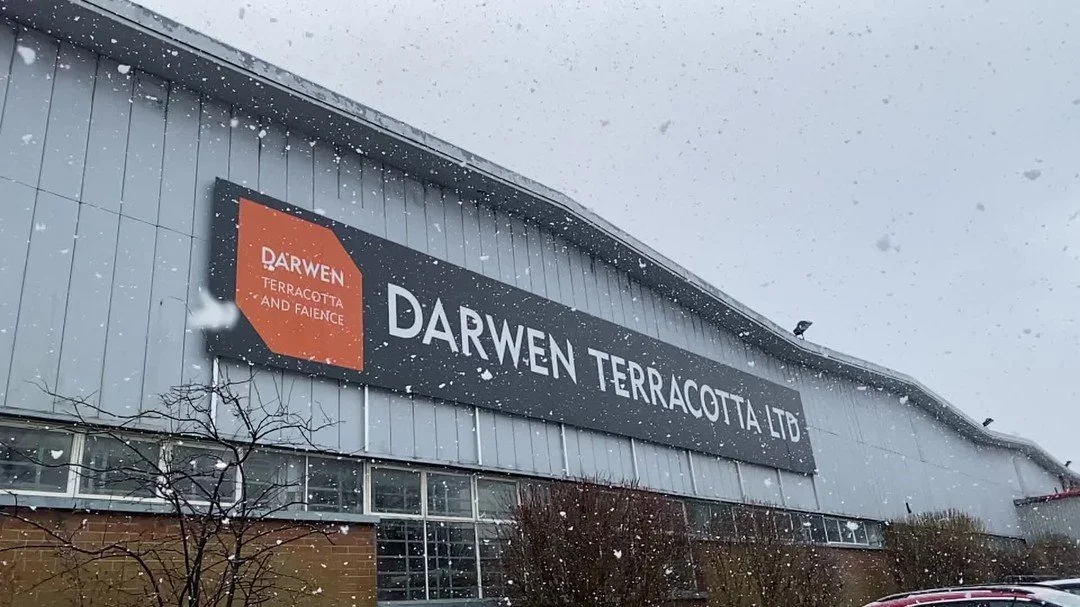 DARWEN
TERRACOTTA
AND FAIENCE
DARWEN TERRACOTTA LTD